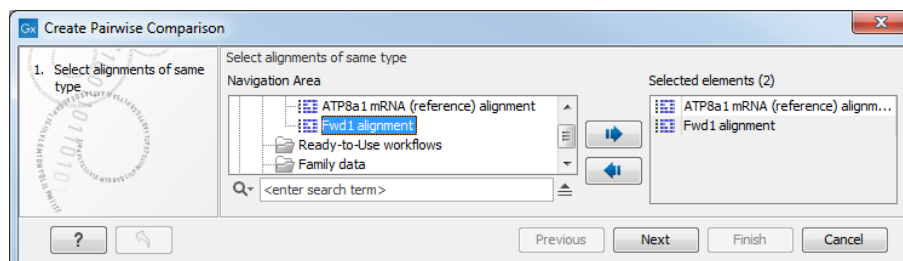 Gx Create Pairwise Comparison
x
1. Select alignments of same
type
Select alignments of same type
Navigation Area
ATP8a1 mRNA (reference) alignment
Fwd1 alignment
Ready-to-Use workflows
Family data
<enter search term>
Selected elements (2)
ATP8a1 mRNA (reference) alignm...
Fwd1 alignment
?
Previous
Next
Finish
Cancel